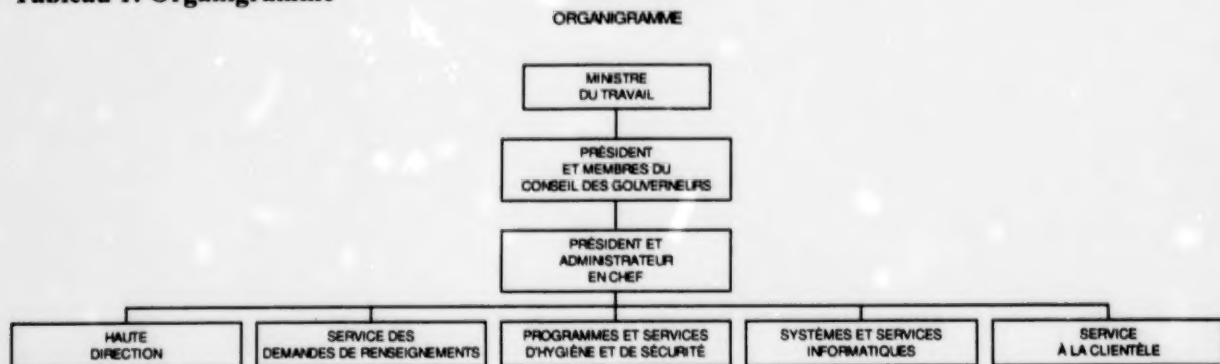 Tableau 1: Organigramme
ORGANIGRAMME
MINISTRE
DU TRAVAIL
PRÉSIDENT
ET MEMBRES DU
CONSEIL DES GOUVERNEURS
PRÉSIDENT ET
ADMINISTRATEUR
EN CHEF
HAUTE
DIRECTION
SERVICE DES
DEMANDES DE RENSEIGNEMENTS
PROGRAMMES ET SERVICES
D'HYGIÈNE ET DE SÉCURITÉ
SYSTÈMES ET SERVICES
INFORMATIQUES
SERVICE
À LA CLIENTÈLE